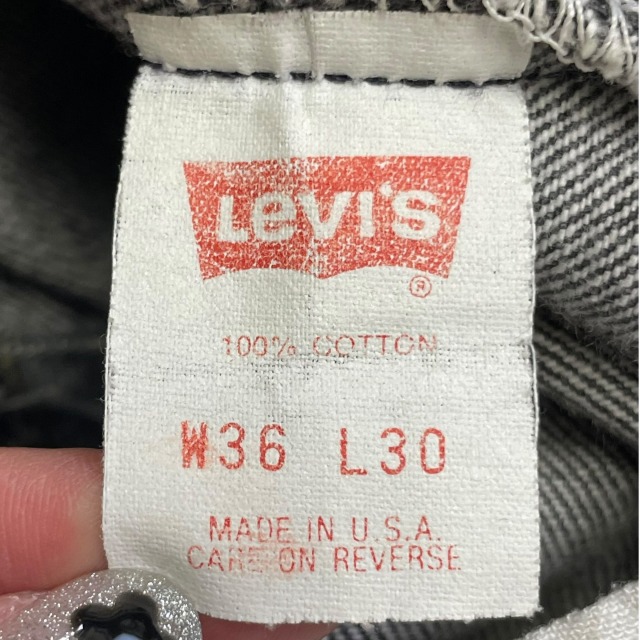 Levi's
®
100% COTTON
W36 L30
MADE IN U.S.A.
CARE ON REVERSE